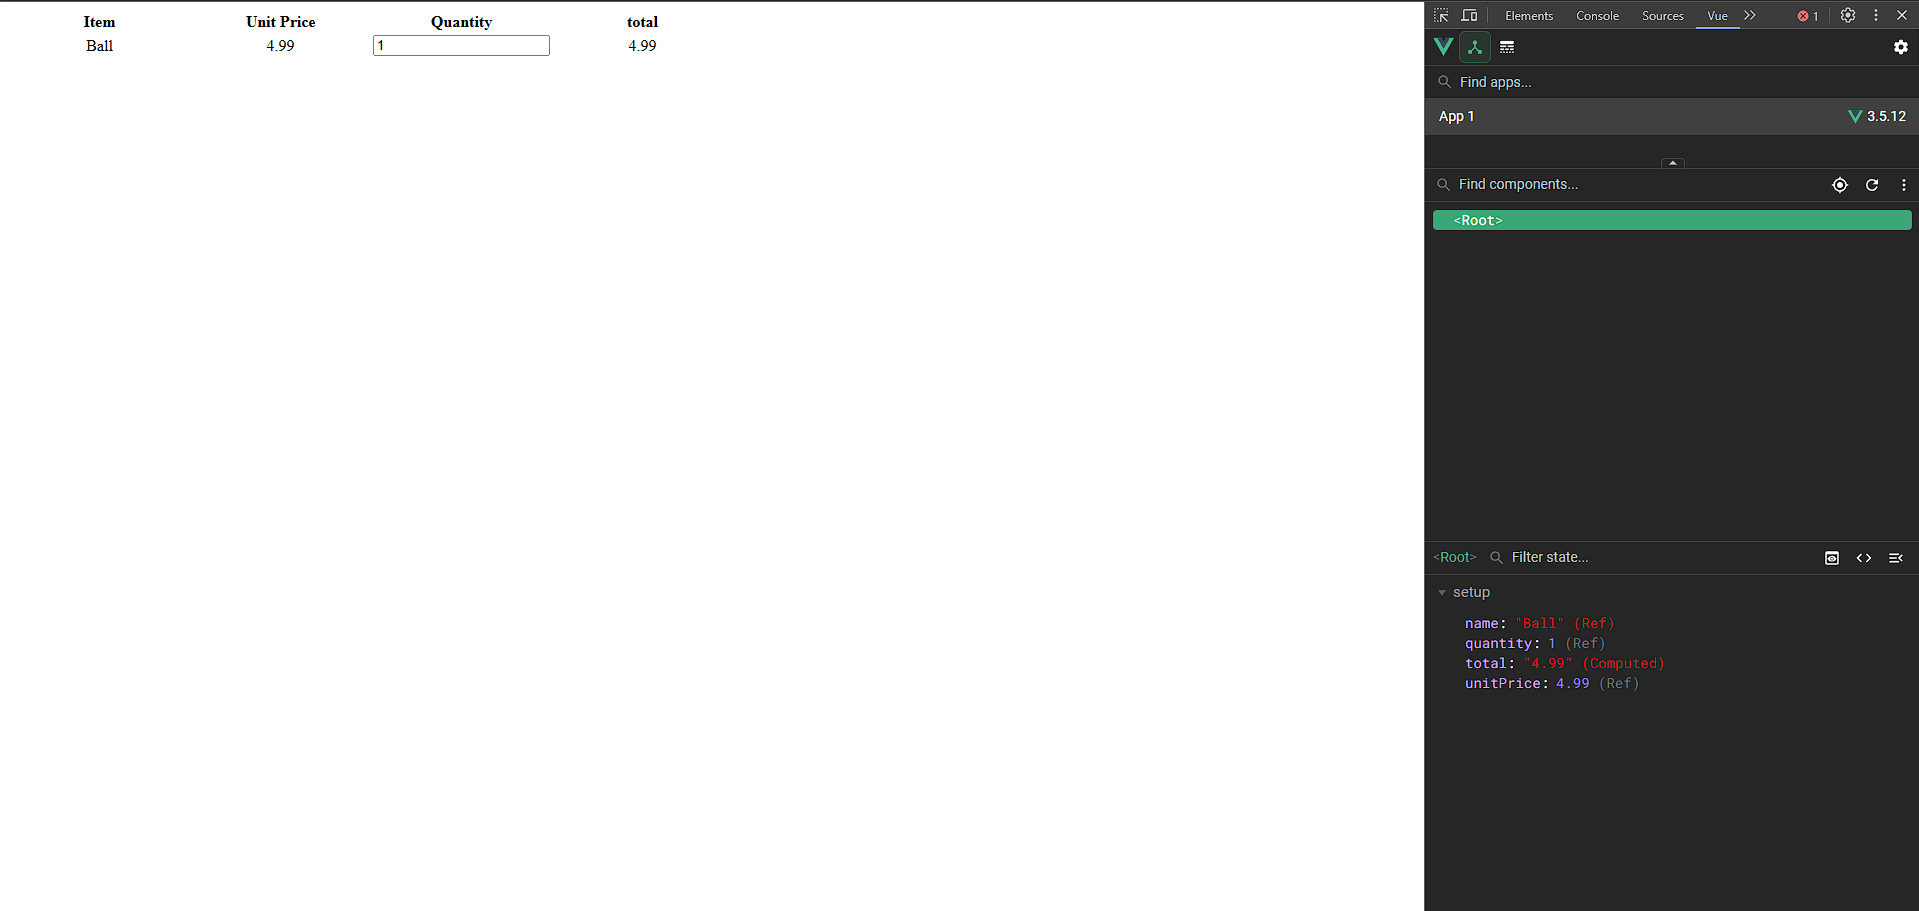 Item Unit Price Quantity total
Ball 4.99 1 4.99
Elements Console Sources Vue 1
Find apps...
App 1 3.5.12
Find components...
<Root>
<Root> Filter state...
setup
name: "Ball" (Ref)
quantity: 1 (Ref)
total: "4.99" (Computed)
unitPrice: 4.99 (Ref)